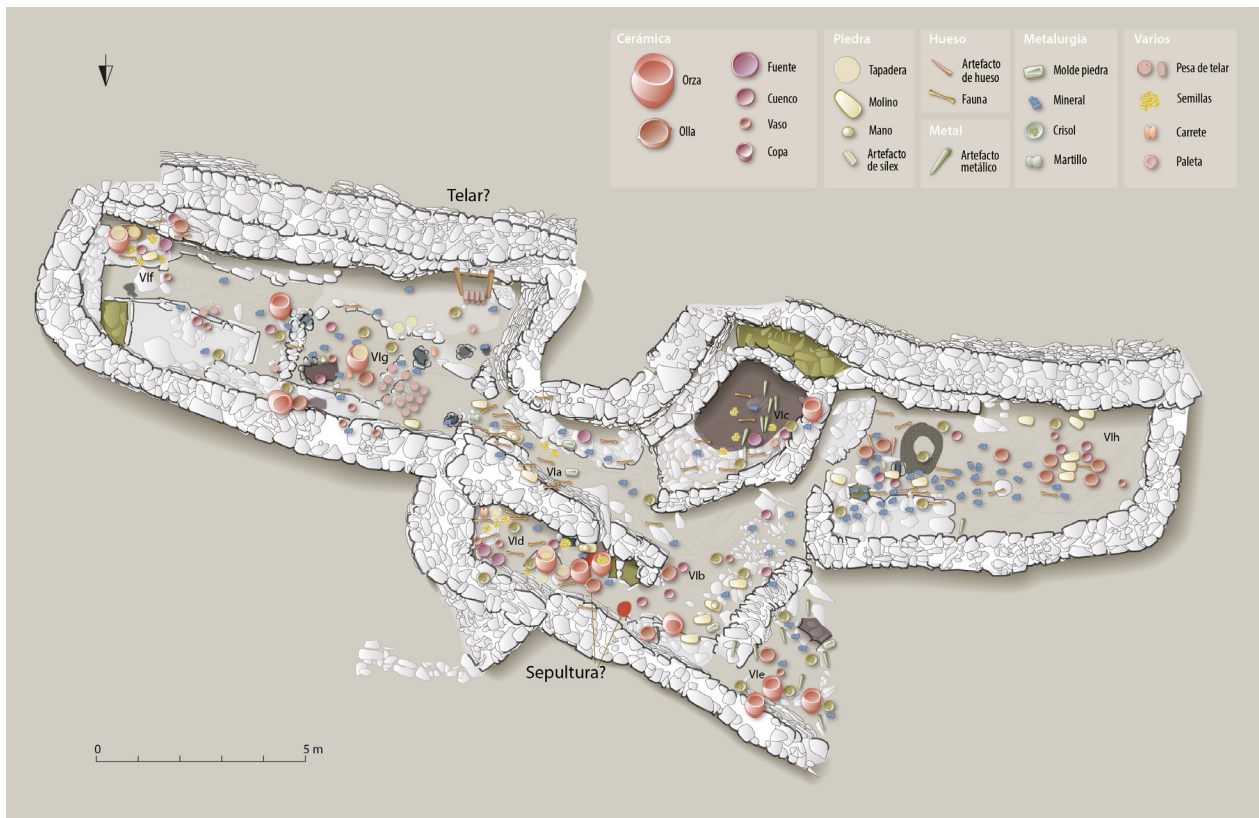 Cerámica
Orza
Olla
Fuente
Cuenco
Vaso
Copa
Piedra
Tapadera
Molino
Mano
Artefacto
de sílex
Hueso
Artefacto
de hueso
Fauna
Metal
Artefacto
metálico
Metalurgia
Molde piedra
Mineral
Crisol
Martillo
Varios
Pesa de telar
Semillas
Carrete
Paleta
Telar?
VIf
VIg
VIc
VIh
VIa
VId
VIb
VIe
Sepultura?
0 5 m